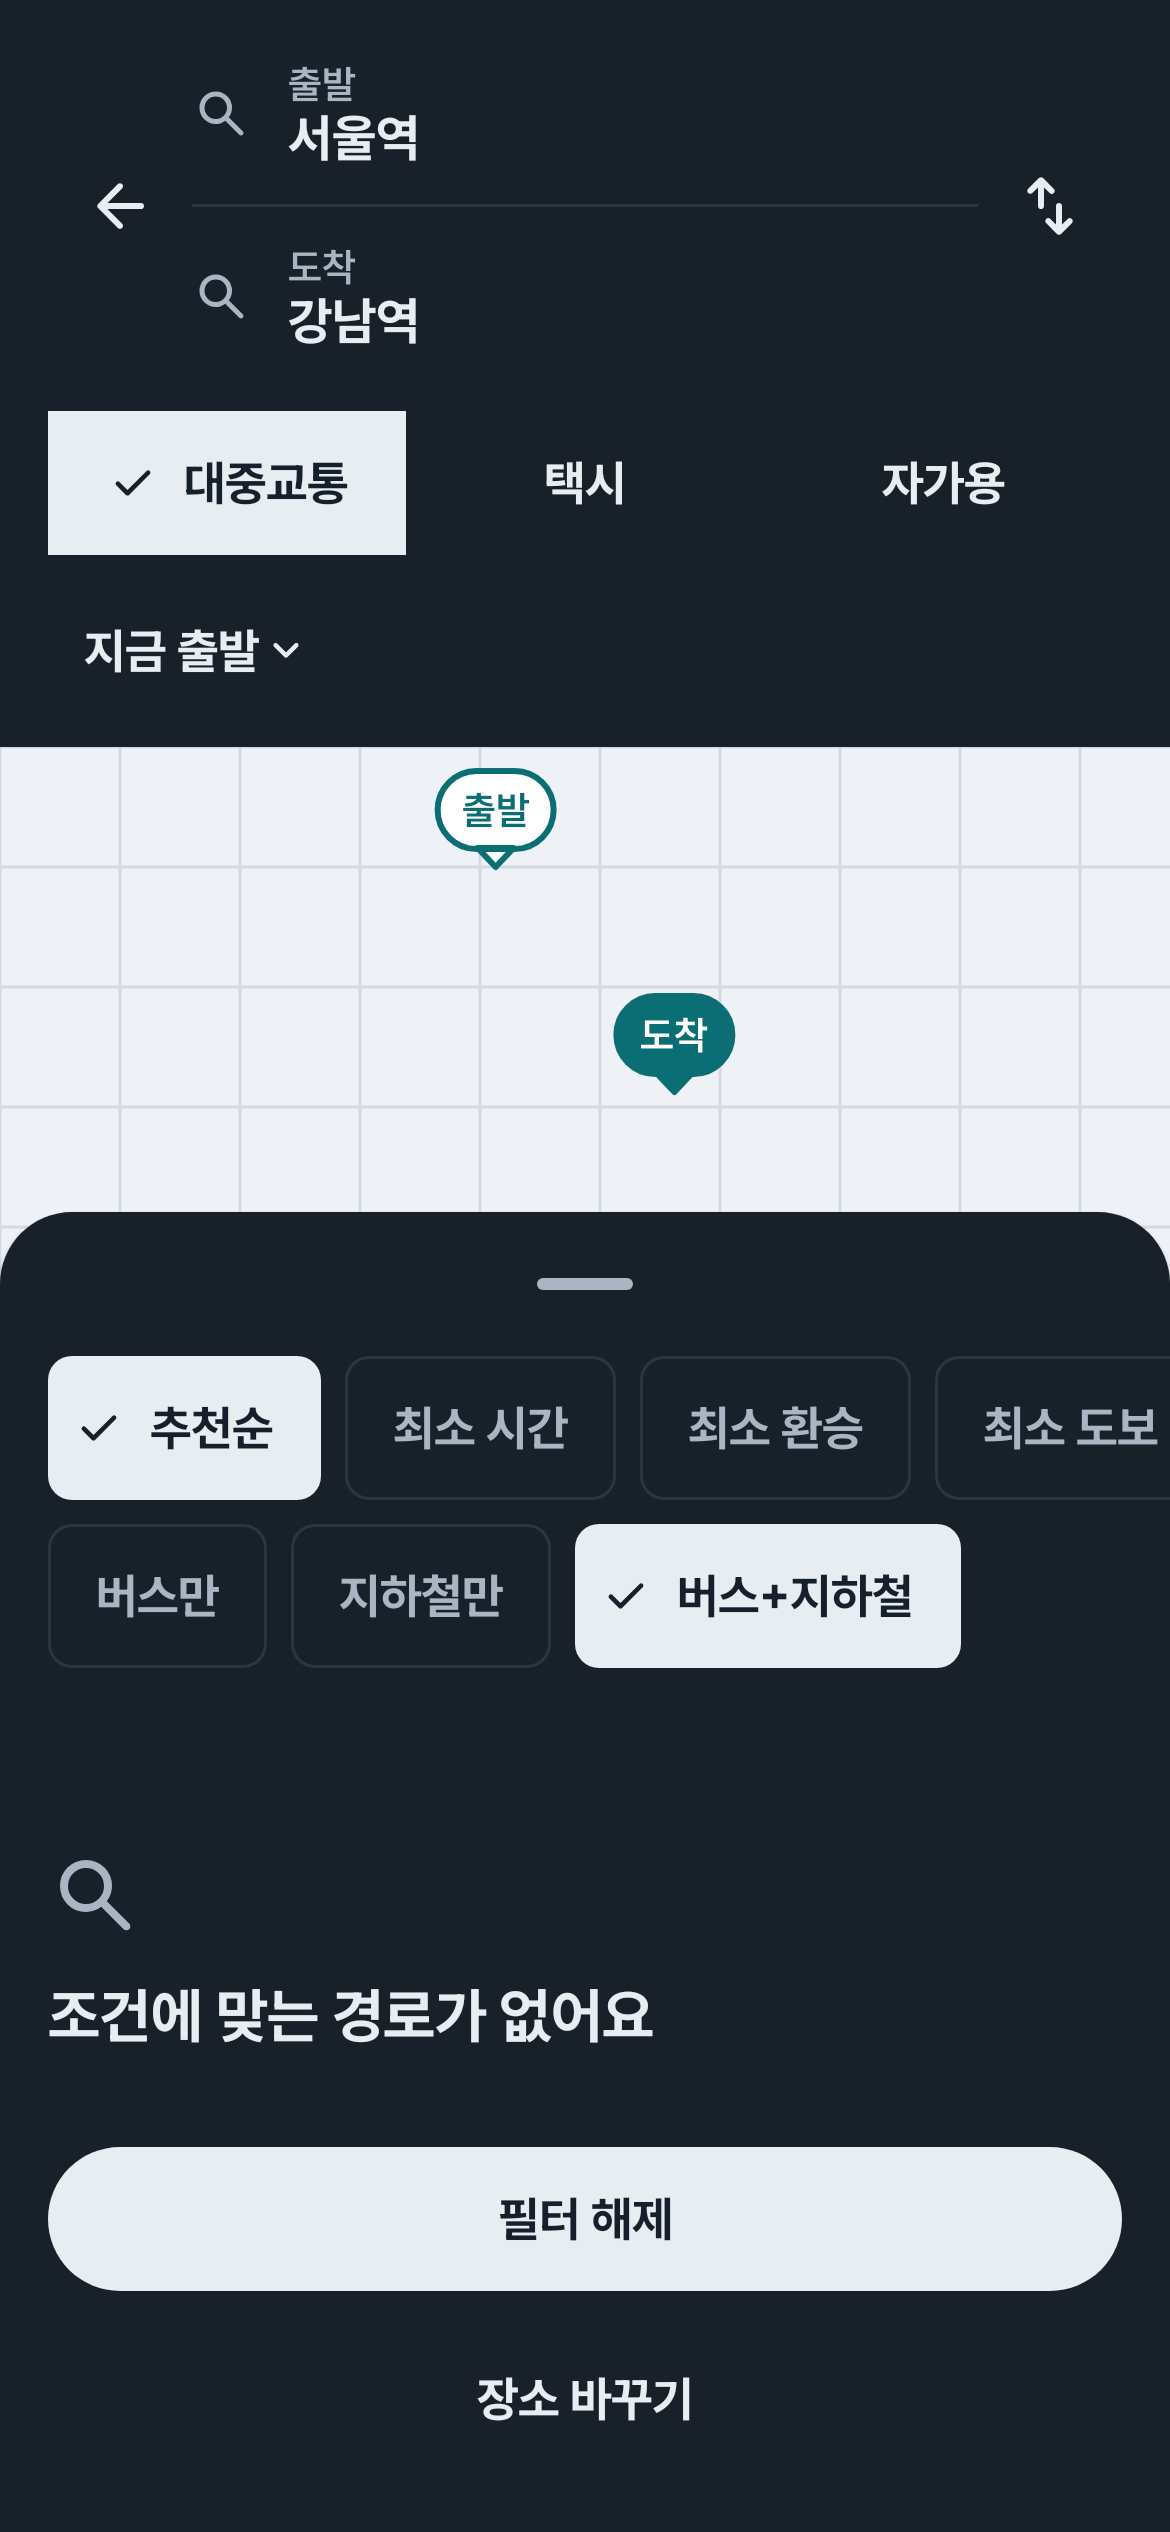 출발
서울역
도착
강남역
대중교통 택시 자가용
지금 출발
출발
도착
추천순 최소 시간 최소 환승 최소 도보
버스만 지하철만 버스+지하철
조건에 맞는 경로가 없어요
필터 해제
장소 바꾸기